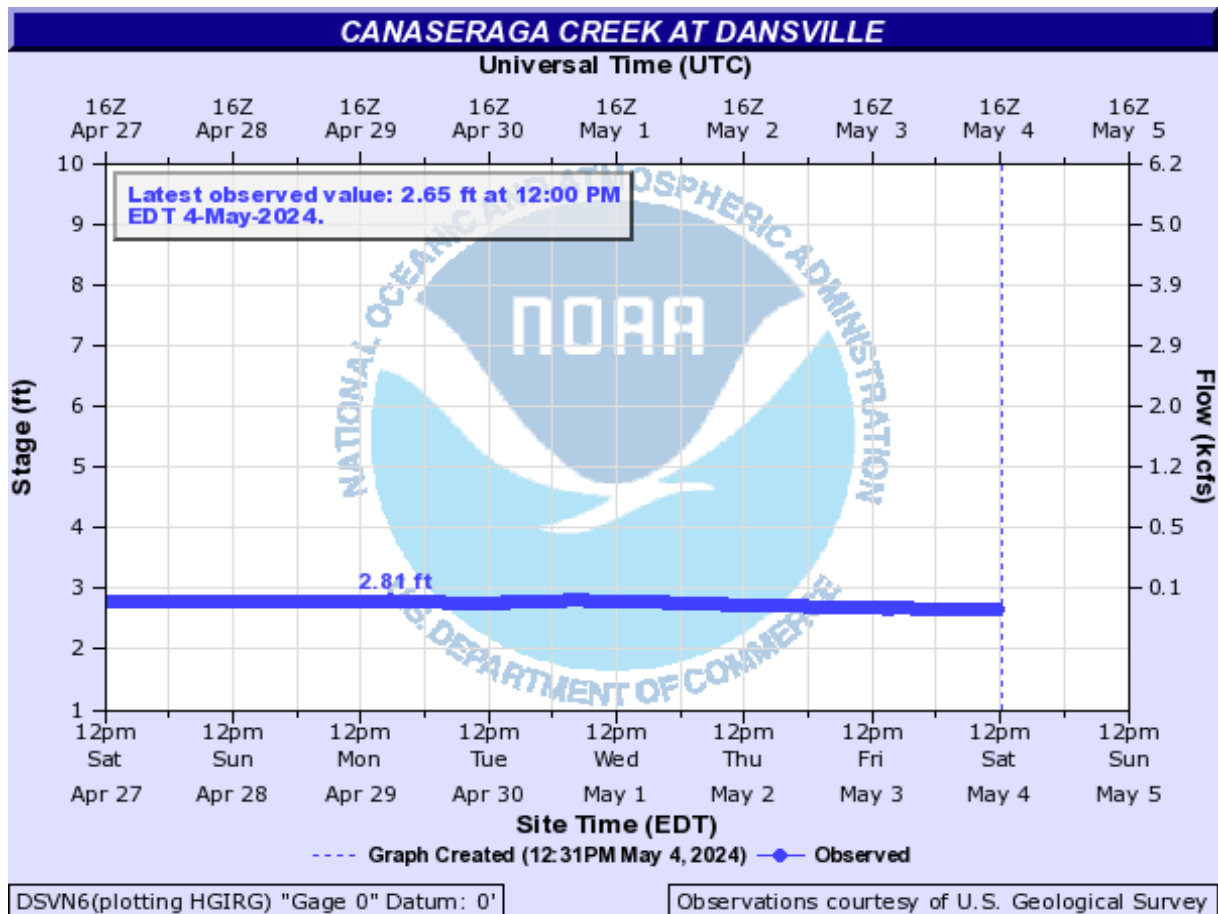 CANASERAGA CREEK AT DANSVILLE
Universal Time (UTC)
16Z 16Z 16Z 16Z 16Z 16Z 16Z 16Z 16Z
Apr 27 Apr 28 Apr 29 Apr 30 May 1 May 2 May 3 May 4 May 5
Latest observed value: 2.65 ft at 12:00 PM
EDT 4-May-2024.
NATIONAL OCEANIC AND ATMOSPHERIC ADMINISTRATION
NOAA
U.S. DEPARTMENT OF COMMERCE
Stage (ft)
10
9
8
7
6
5
4
3
2
1
Flow (kcfs)
6.2
5.0
3.9
2.9
2.0
1.2
0.5
0.1
2.81 ft
12pm 12pm 12pm 12pm 12pm 12pm 12pm 12pm 12pm
Sat Sun Mon Tue Wed Thu Fri Sat Sun
Apr 27 Apr 28 Apr 29 Apr 30 May 1 May 2 May 3 May 4 May 5
Site Time (EDT)
Graph Created (12:31PM May 4, 2024) Observed
DSVN6(plotting HGIRG) "Gage 0" Datum: 0'
Observations courtesy of U.S. Geological Survey